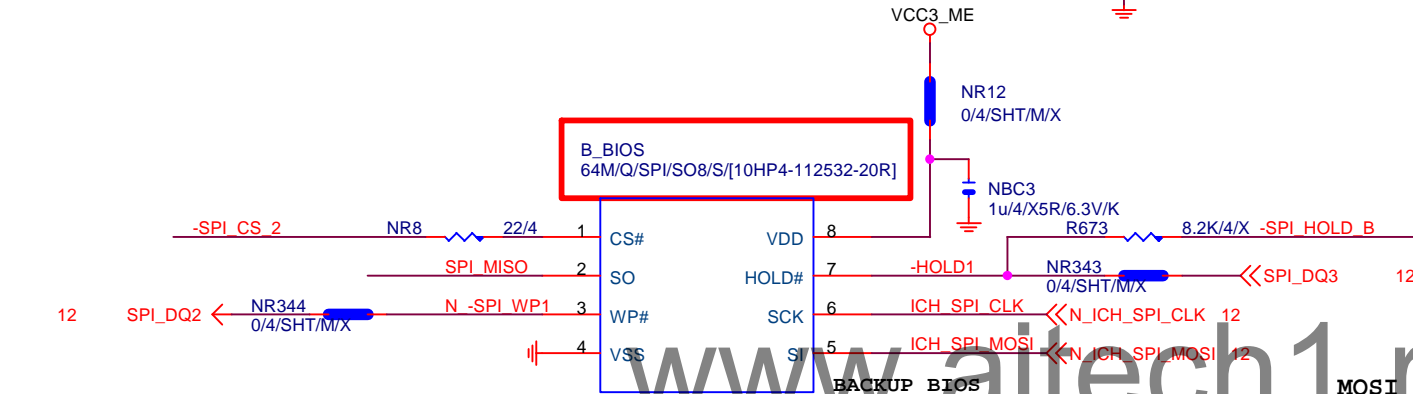 VCC3_ME
NR12
0/4/SHT/M/X
B_BIOS
64M/Q/SPI/SO8/S/[10HP4-112532-20R]
NBC3
1u/4/X5R/6.3V/K
-SPI_CS_2 NR8 22/4 1 CS# VDD 8 R673 8.2K/4/X -SPI_HOLD_B
SPI_MISO 2 SO HOLD# 7 -HOLD1 NR343 SPI_DQ3 12
0/4/SHT/M/X
12 SPI_DQ2 NR344 N_-SPI_WP1 3 WP# SCK 6 ICH_SPI_CLK N_ICH_SPI_CLK 12
0/4/SHT/M/X
4 VSS SI 5 ICH_SPI_MOSI N_ICH_SPI_MOSI 12
www.aitech1.r
BACKUP BIOS MOSI